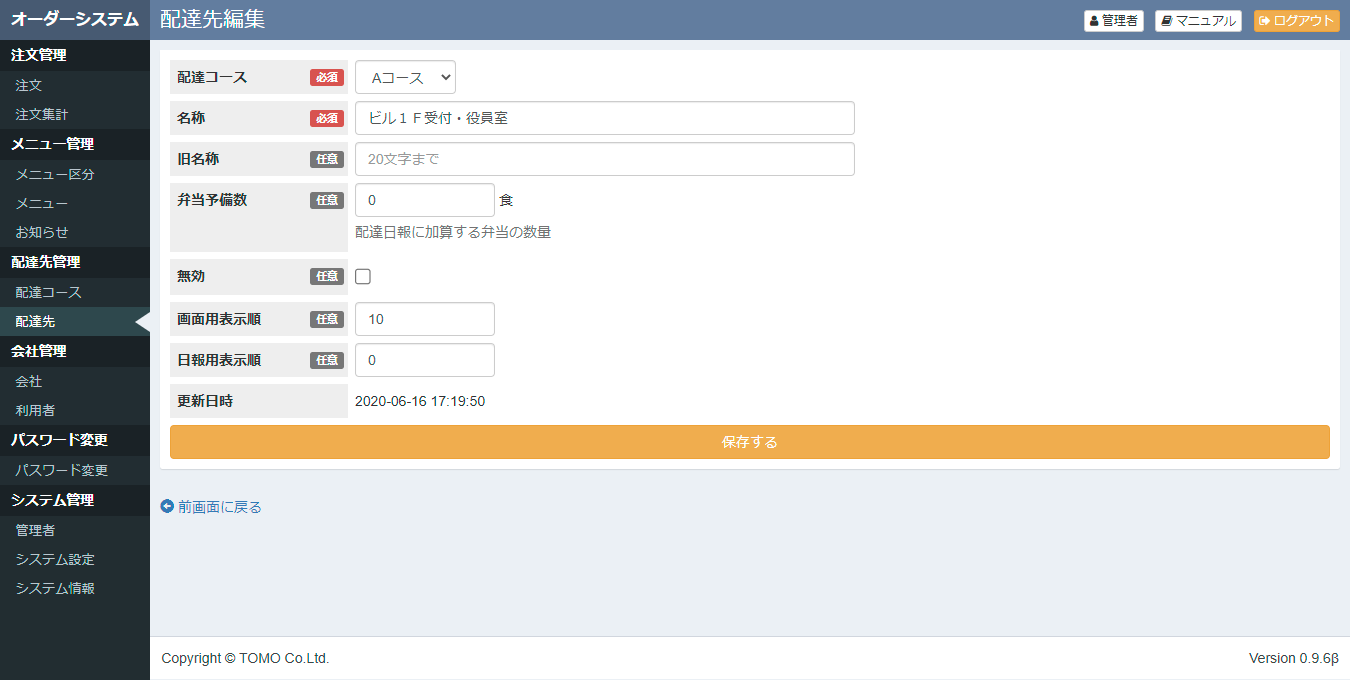 オーダーシステム
配達先編集
管理者
マニュアル
ログアウト
注文管理
注文
注文集計
メニュー管理
メニュー区分
メニュー
お知らせ
配達先管理
配達コース
配達先
会社管理
会社
利用者
パスワード変更
パスワード変更
システム管理
管理者
システム設定
システム情報
配達コース 必須 Aコース
名称 必須 ビル１Ｆ受付・役員室
旧名称 任意 20文字まで
弁当予備数 任意 0 食
配達日報に加算する弁当の数量
無効 任意
画面用表示順 任意 10
日報用表示順 任意 0
更新日時 2020-06-16 17:19:50
保存する
前画面に戻る
Copyright © TOMO Co.Ltd.
Version 0.9.6β